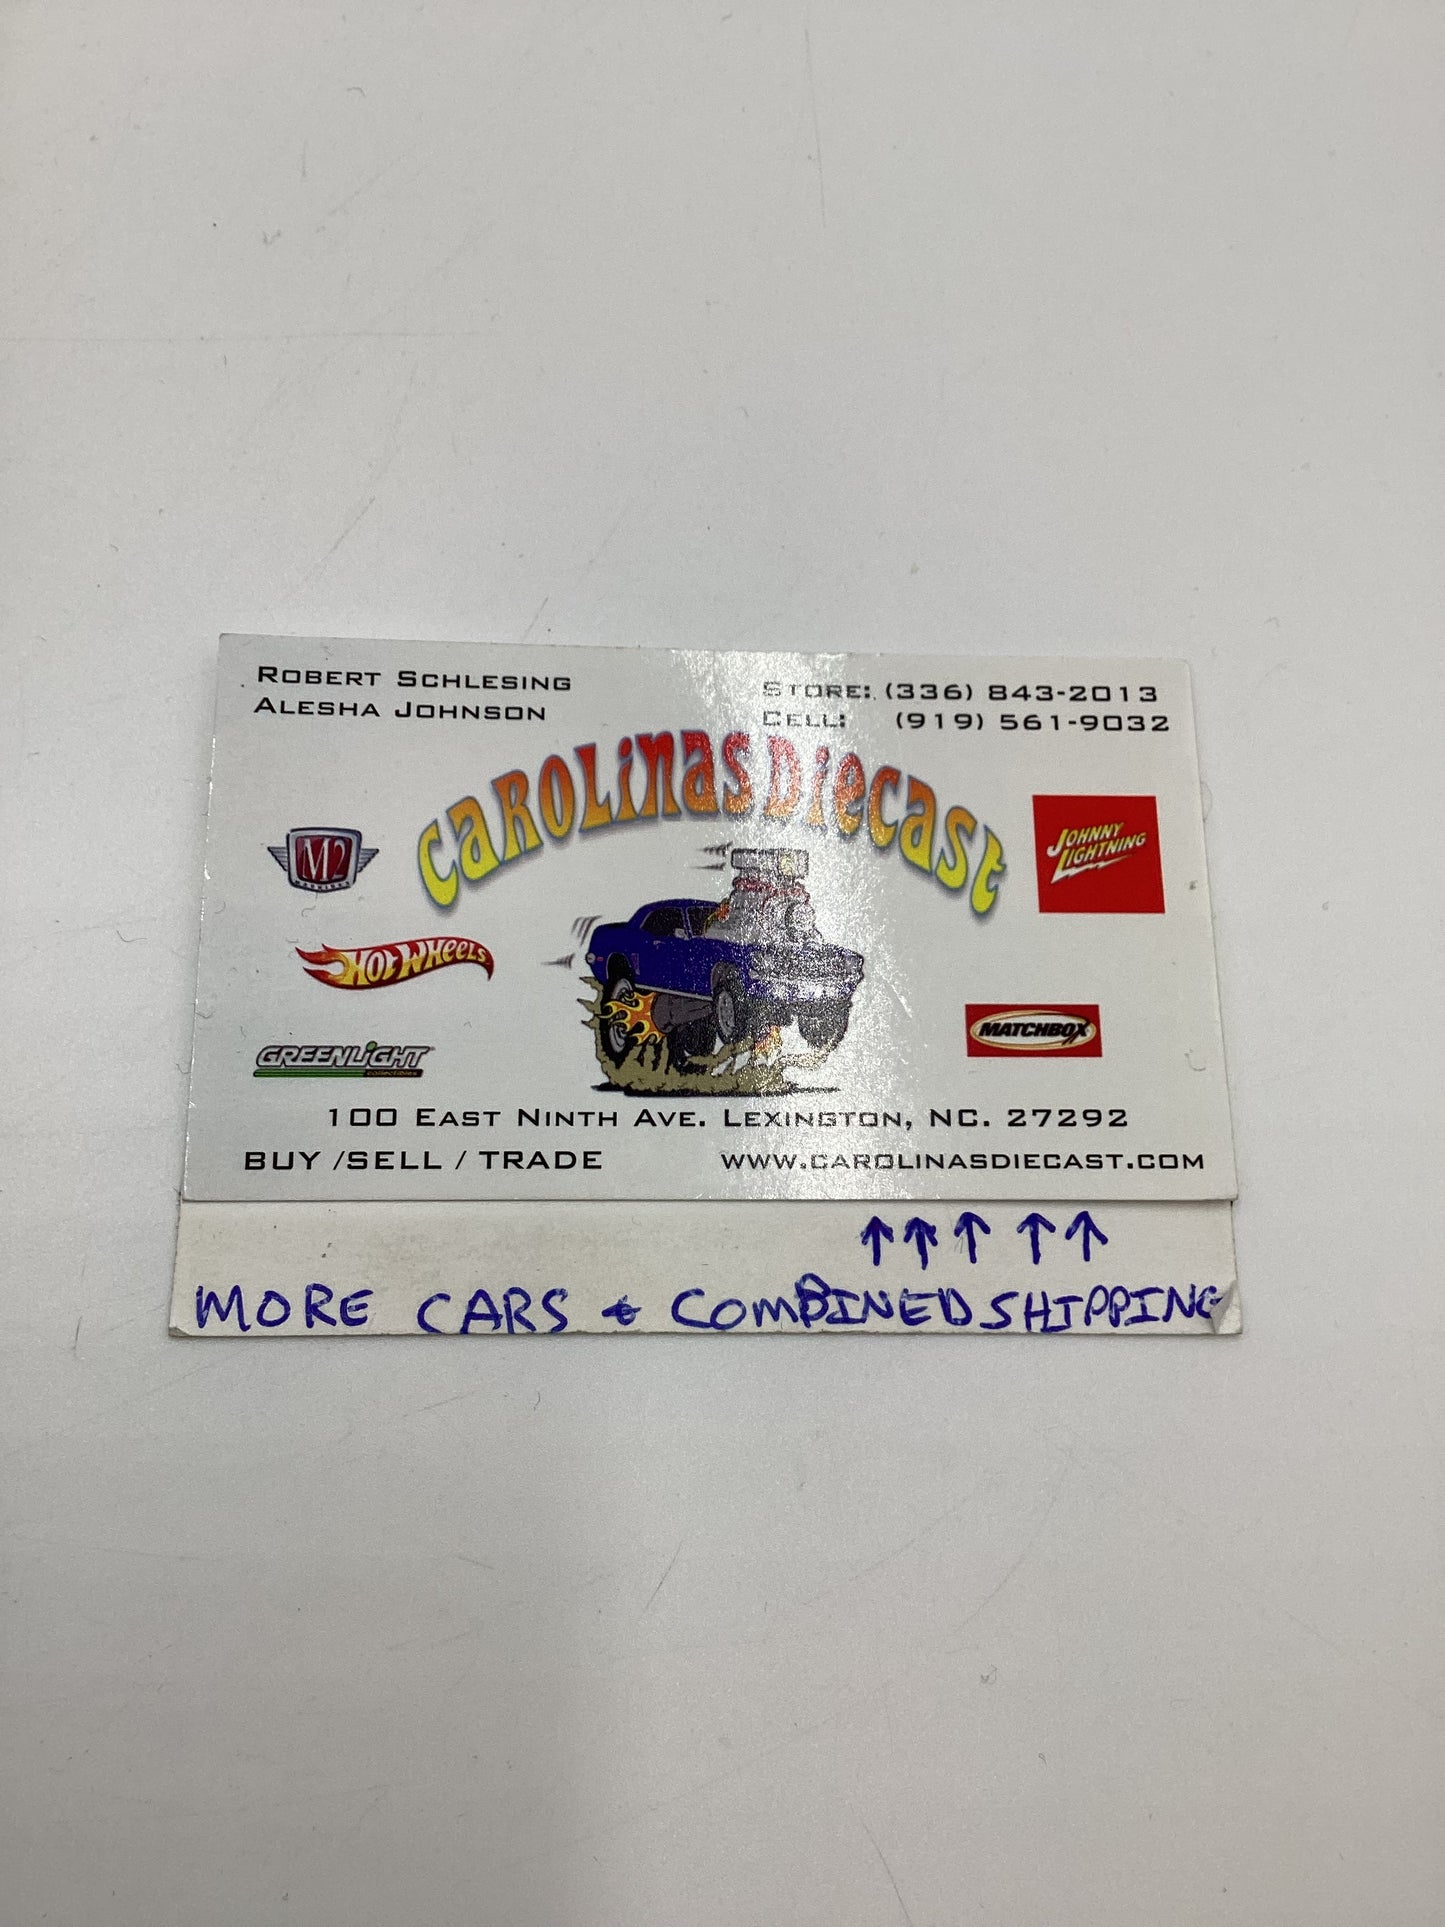 ROBERT SCHLESING
ALESHA JOHNSON
STORE: (336) 843-2013
CELL: (919) 561-9032
CAROLINAS DIECAST
M2
MACHINES
JOHNNY
LIGHTNING
HOT WHEELS
MATCHBOX
GREENLIGHT
collectibles
100 EAST NINTH AVE. LEXINGTON, NC. 27292
BUY /SELL / TRADE
WWW.CAROLINASDIECAST.COM
↑↑↑↑↑
MORE CARS & COMBINED SHIPPING